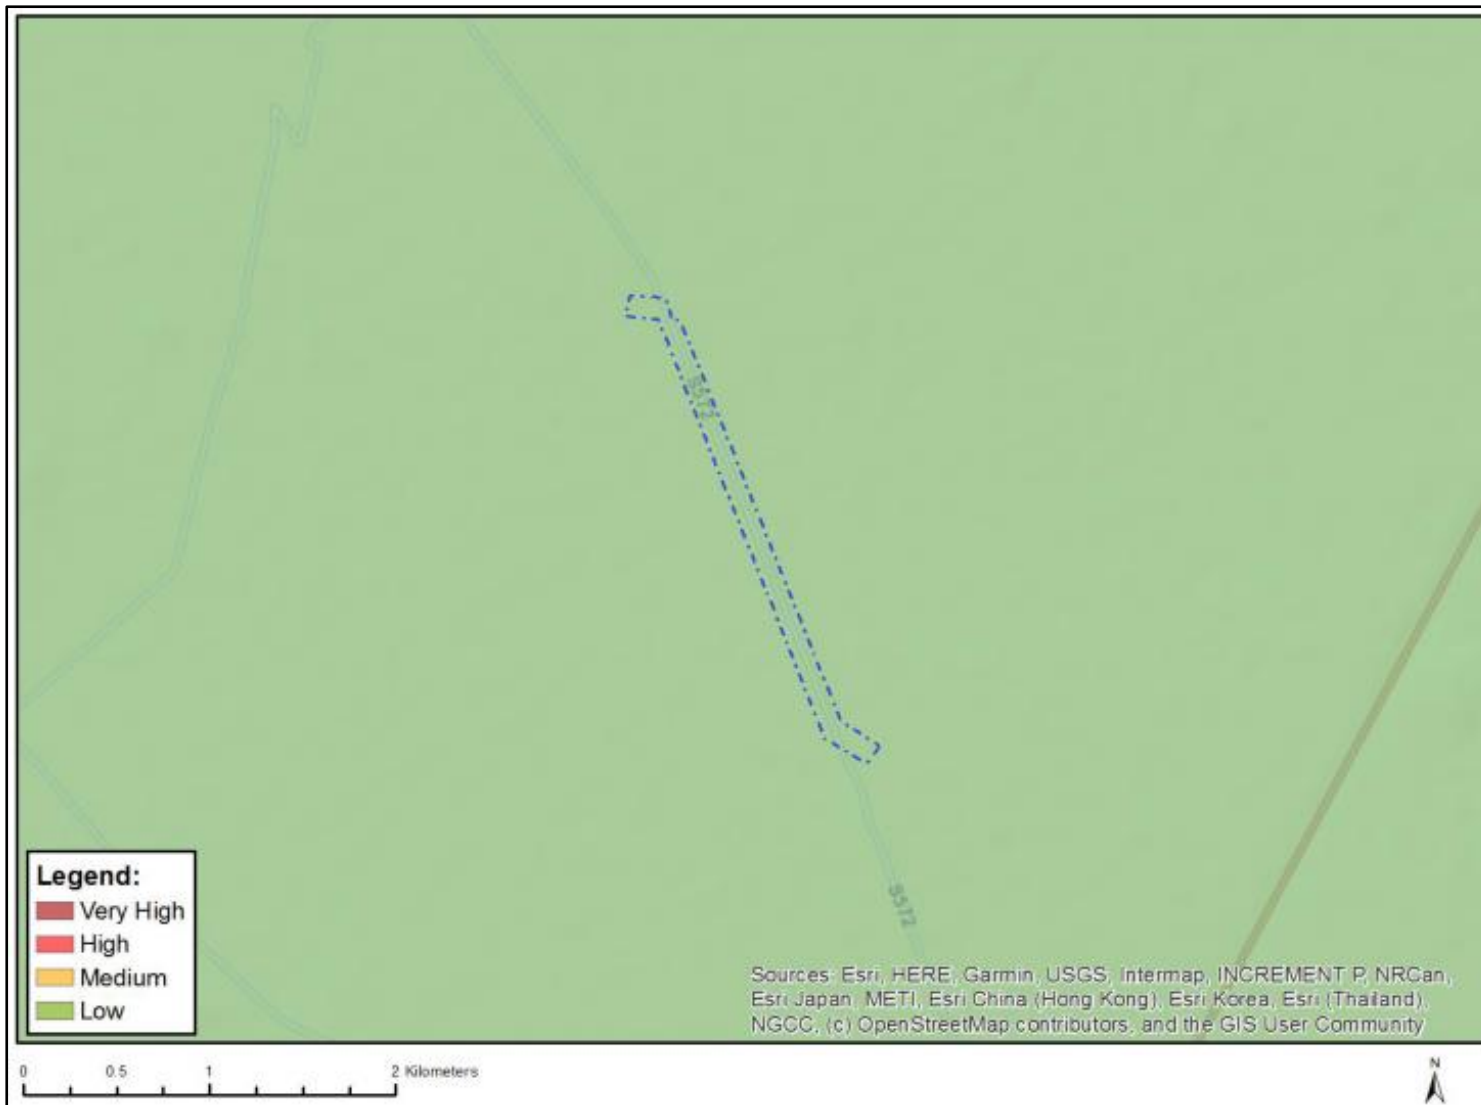 S572
S572
Legend:
Very High
High
Medium
Low
Sources: Esri, HERE, Garmin, USGS, Intermap, INCREMENT P, NRCan,
Esri Japan, METI, Esri China (Hong Kong), Esri Korea, Esri (Thailand),
NGCC, (c) OpenStreetMap contributors, and the GIS User Community
0 0.5 1 2 Kilometers
N